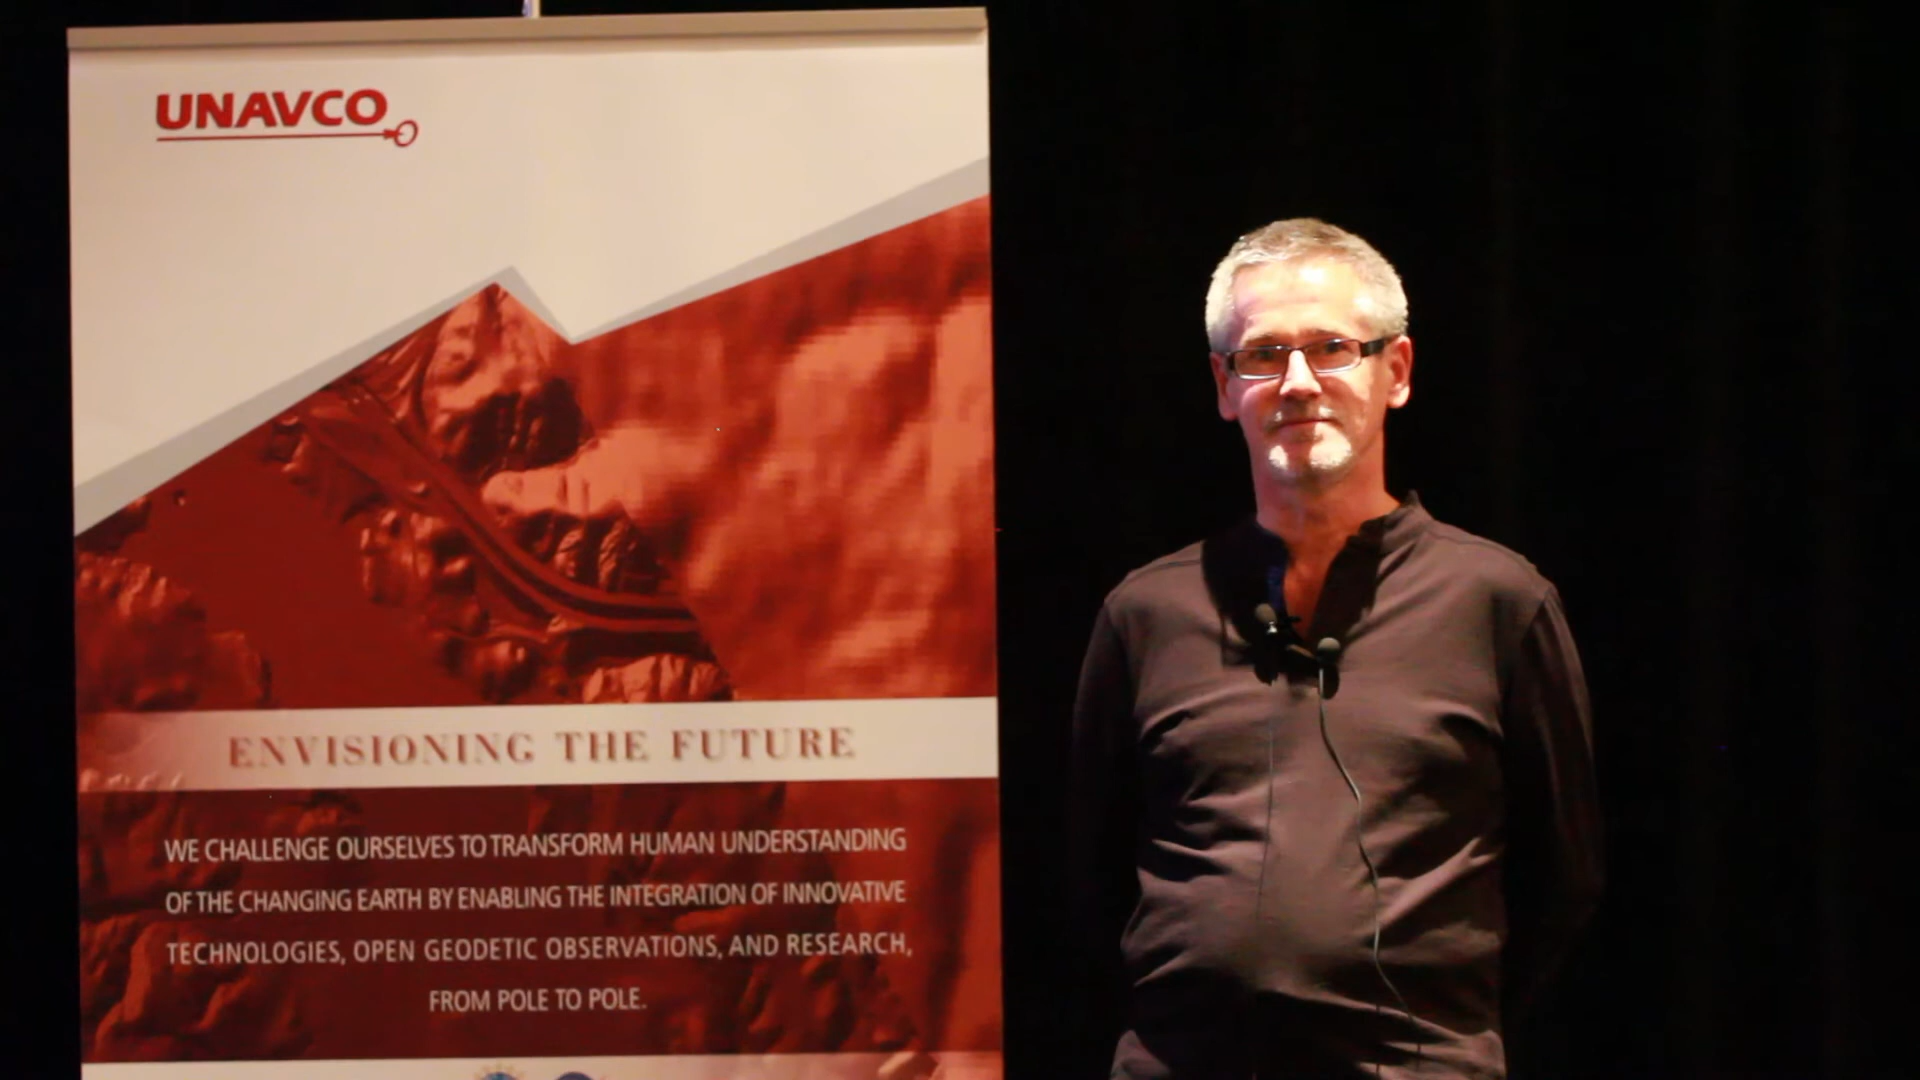 UNAVCO
ENVISIONING THE FUTURE
WE CHALLENGE OURSELVES TO TRANSFORM HUMAN UNDERSTANDING
OF THE CHANGING EARTH BY ENABLING THE INTEGRATION OF INNOVATIVE
TECHNOLOGIES, OPEN GEODETIC OBSERVATIONS, AND RESEARCH,
FROM POLE TO POLE.